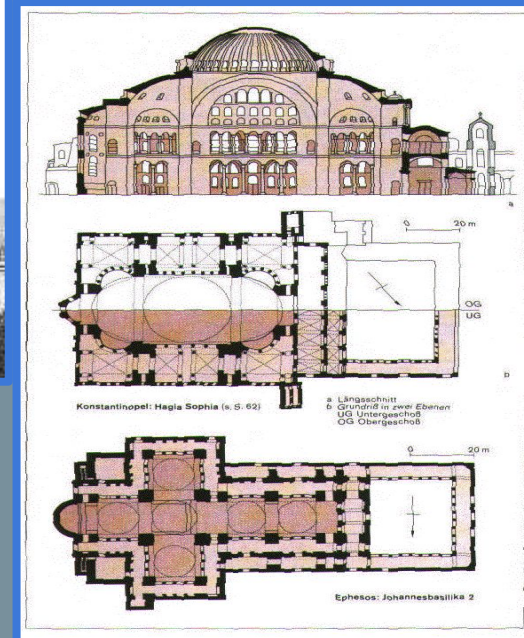 a
0 20 m
OG
UG
b
Konstantinopel: Hagia Sophia (s. S. 62)
a Längsschnitt
b Grundriß in zwei Ebenen
UG Untergeschoß
OG Obergeschoß
0 20 m
Ephesos: Johannesbasilika 2